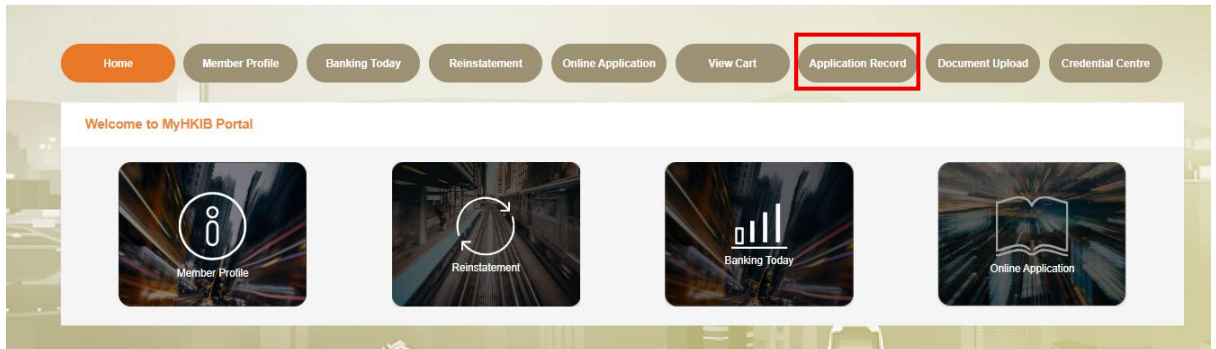 Home Member Profile Banking Today Reinstatement Online Application View Cart Application Record Document Upload Credential Centre
Welcome to MyHKIB Portal
Member Profile Reinstatement Banking Today Online Application